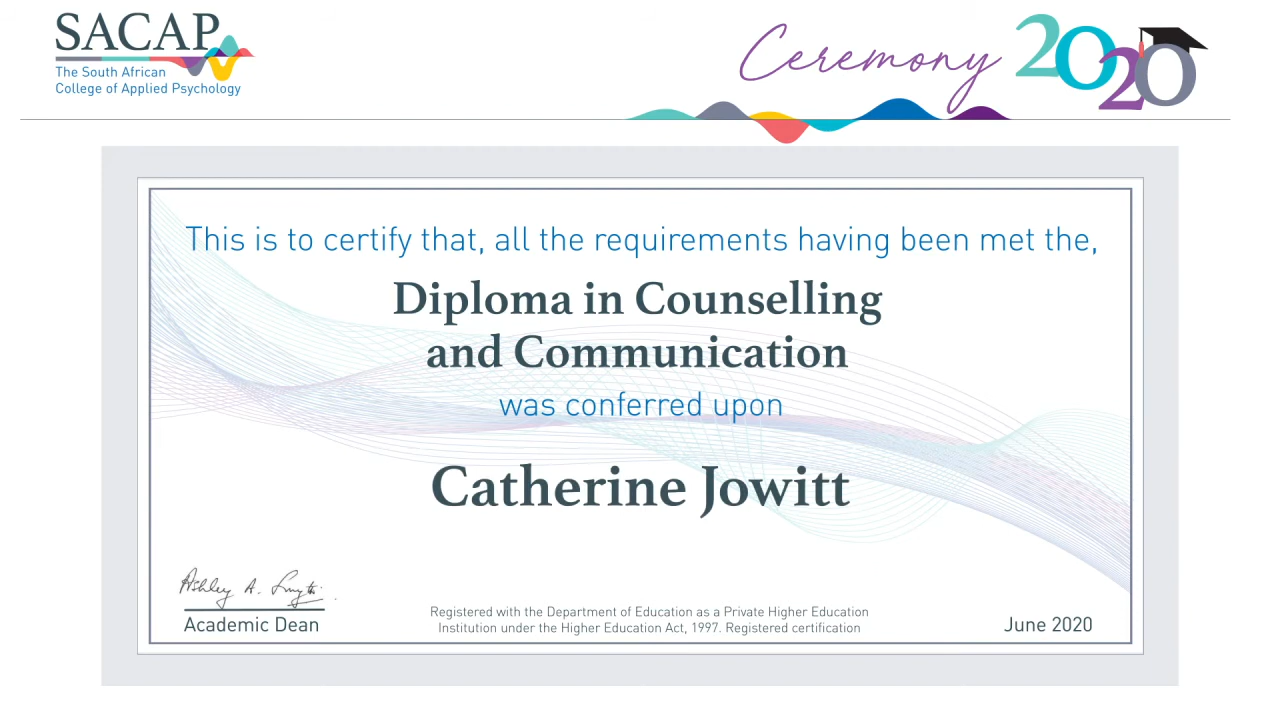 SACAP
The South African
College of Applied Psychology
Ceremony 2020
This is to certify that, all the requirements having been met the,
Diploma in Counselling
and Communication
was conferred upon
Catherine Jowitt
Ashley A. Smyth
Academic Dean
Registered with the Department of Education as a Private Higher Education
Institution under the Higher Education Act, 1997. Registered certification
June 2020